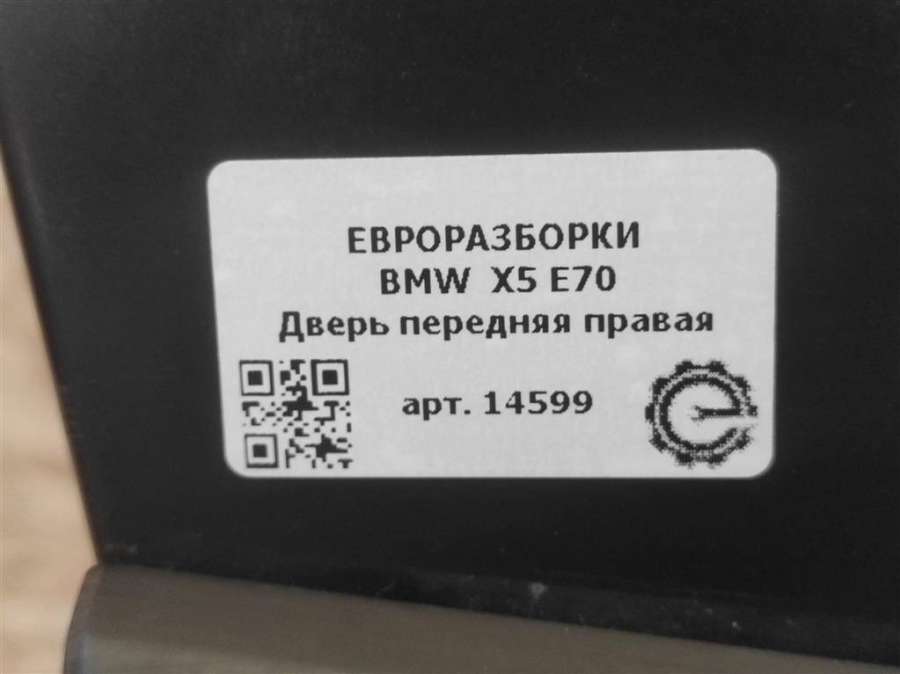 ЕВРОРАЗБОРКИ
BMW X5 E70
Дверь передняя правая
арт. 14599